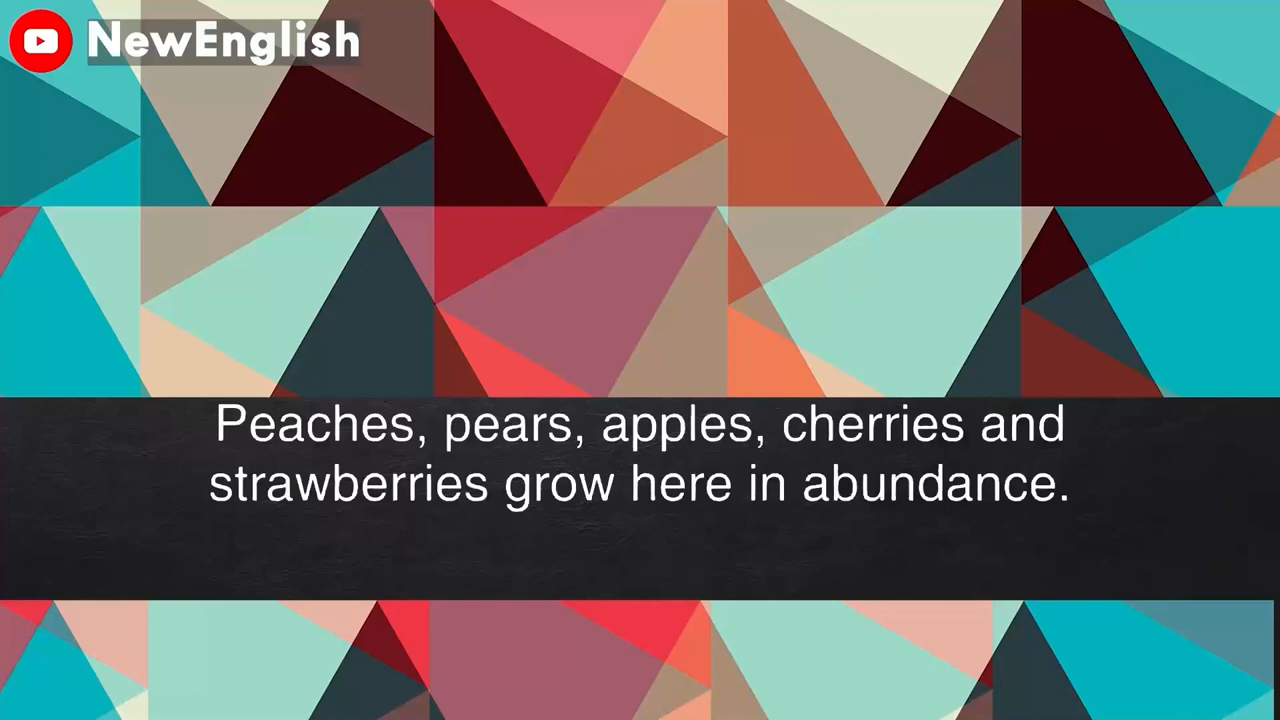 NewEnglish
Peaches, pears, apples, cherries and
strawberries grow here in abundance.